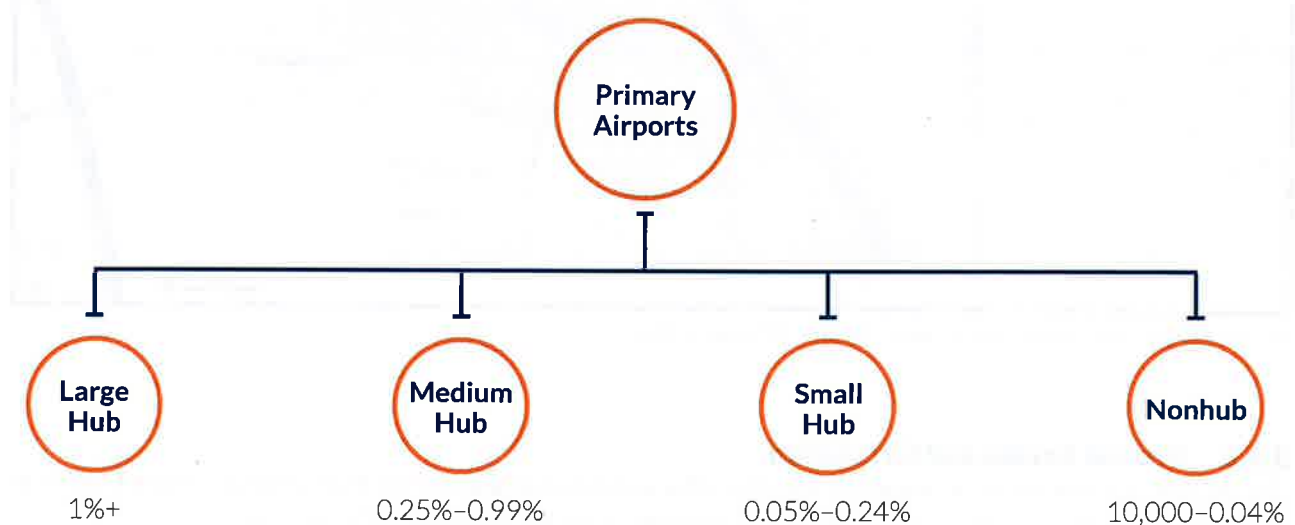 Primary
Airports
Large
Hub
Medium
Hub
Small
Hub
Nonhub
1%+
0.25%–0.99%
0.05%–0.24%
10,000–0.04%